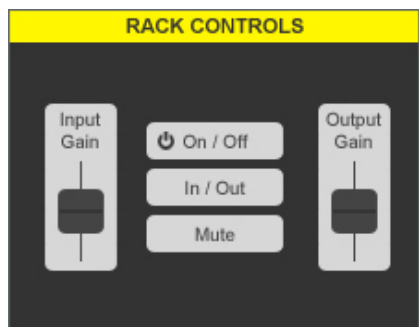 RACK CONTROLS
Input
Gain
On / Off
In / Out
Mute
Output
Gain